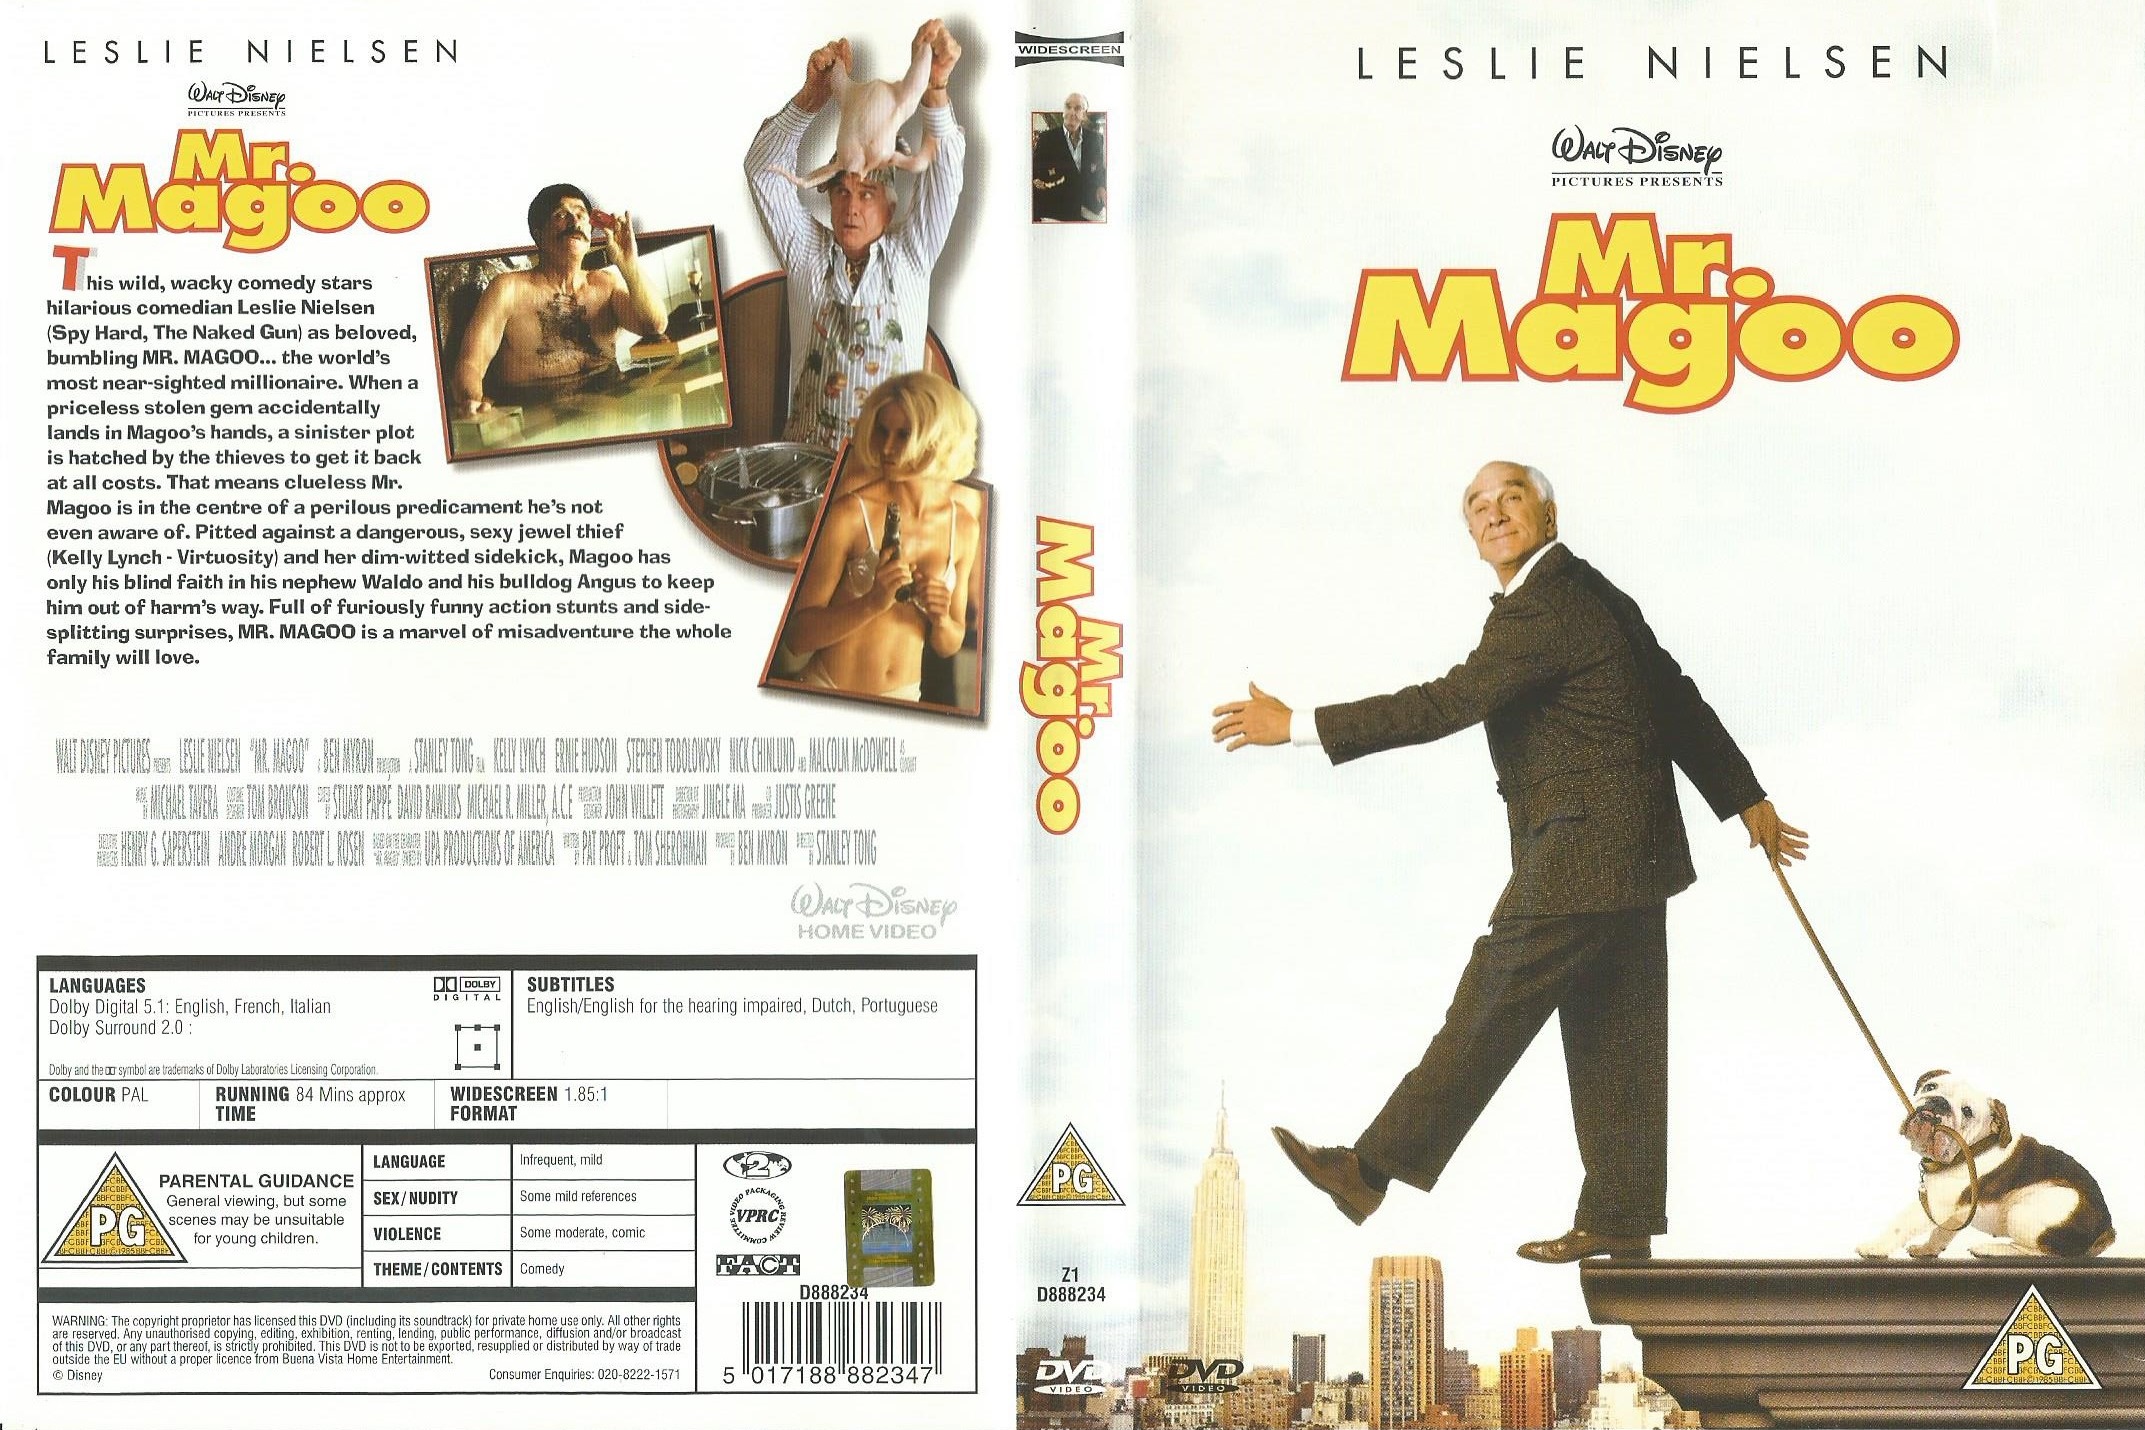 LESLIE NIELSEN
WALT DISNEY
PICTURES PRESENTS
Mr.
Magoo
This wild, wacky comedy stars
hilarious comedian Leslie Nielsen
(Spy Hard, The Naked Gun) as beloved,
bumbling MR. MAGOO... the world's
most near-sighted millionaire. When a
priceless stolen gem accidentally
lands in Magoo's hands, a sinister plot
is hatched by the thieves to get it back
at all costs. That means clueless Mr.
Magoo is in the centre of a perilous predicament he's not
even aware of. Pitted against a dangerous, sexy jewel thief
(Kelly Lynch - Virtuosity) and her dim-witted sidekick, Magoo has
only his blind faith in his nephew Waldo and his bulldog Angus to keep
him out of harm's way. Full of furiously funny action stunts and side-
splitting surprises, MR. MAGOO is a marvel of misadventure the whole
family will love.
WALT DISNEY PICTURES PRESENTS LESLIE NIELSEN "MR. MAGOO" A BEN MYRON PRODUCTION A STANLEY TONG FILM KELLY LYNCH ERNIE HUDSON STEPHEN TOBOLOWSKY NICK CHINLUND AND MALCOLM McDOWELL
MICHAEL TAVERA TOM BRONSON STUART PAPPÉ DAVID RAWLINS MICHAEL R. MILLER, A.C.E. JOHN WILLETT JINGLE MA JUSTIS GREENE
HENRY G. SAPERSTEIN ANDRE MORGAN ROBERT L. ROSEN UPA PRODUCTIONS OF AMERICA PAT PROFT & TOM SHEROHMAN BEN MYRON STANLEY TONG
WALT DISNEY
HOME VIDEO
LANGUAGES
Dolby Digital 5.1: English, French, Italian
Dolby Surround 2.0 :
DOLBY
DIGITAL
Dolby and the symbol are trademarks of Dolby Laboratories Licensing Corporation.
SUBTITLES
English/English for the hearing impaired, Dutch, Portuguese
COLOUR PAL
RUNNING 84 Mins approx
TIME
WIDESCREEN 1.85:1
FORMAT
PG
PARENTAL GUIDANCE
General viewing, but some
scenes may be unsuitable
for young children.
LANGUAGE Infrequent, mild
SEX/NUDITY Some mild references
VIOLENCE Some moderate, comic
THEME/CONTENTS Comedy
2
VIDEO PACKAGING REVIEW COMMITTEE
VPRC
FACT
D888234
5 017188 882347
WARNING: The copyright proprietor has licensed this DVD (including its soundtrack) for private home use only. All other rights
are reserved. Any unauthorised copying, editing, exhibition, renting, lending, public performance, diffusion and/or broadcast
of this DVD, or any part thereof, is strictly prohibited. This DVD is not to be exported, resupplied or distributed by way of trade
outside the EU without a proper licence from Buena Vista Home Entertainment.
© Disney
Consumer Enquiries: 020-8222-1571
WIDESCREEN
Mr.
Magoo
PG
Z1
D888234
DVD
VIDEO
LESLIE NIELSEN
WALT DISNEY
PICTURES PRESENTS
Mr.
Magoo
DVD
VIDEO
PG